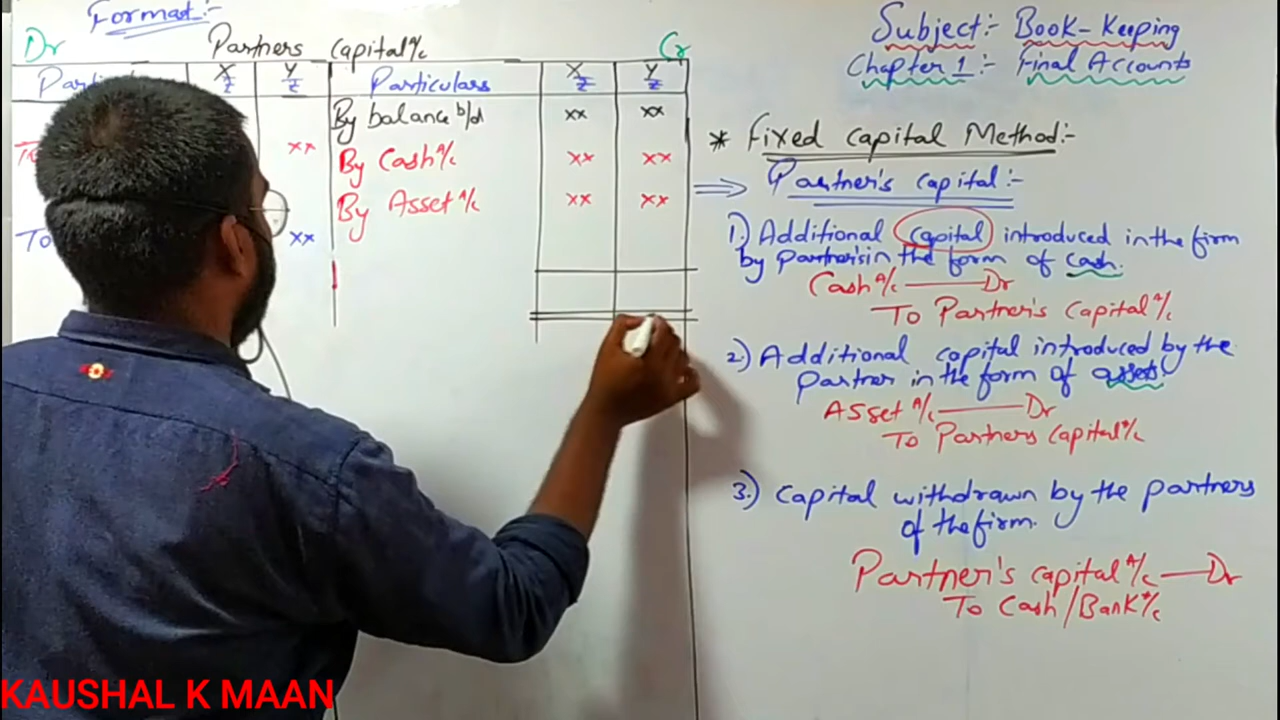 Format:-
Dr Partners Capital A/c Cr
X ₹ Y ₹ Particulars X ₹ Y ₹
By balance b/d xx xx
xx By Cash A/c xx xx
By Asset A/c xx xx
To xx
Subject:- Book-Keeping
Chapter 1:- Final Accounts
* Fixed Capital Method:-
⇒ Partner's Capital:-
1.) Additional capital introduced in the firm
by partner's in the form of cash.
Cash A/c — Dr
To Partner's Capital A/c
2.) Additional capital introduced by the
partner in the form of assets.
Asset A/c — Dr
To Partners Capital A/c
3.) Capital withdrawn by the partners
of the firm.
Partner's Capital A/c — Dr
To Cash/Bank A/c
KAUSHAL K MAAN